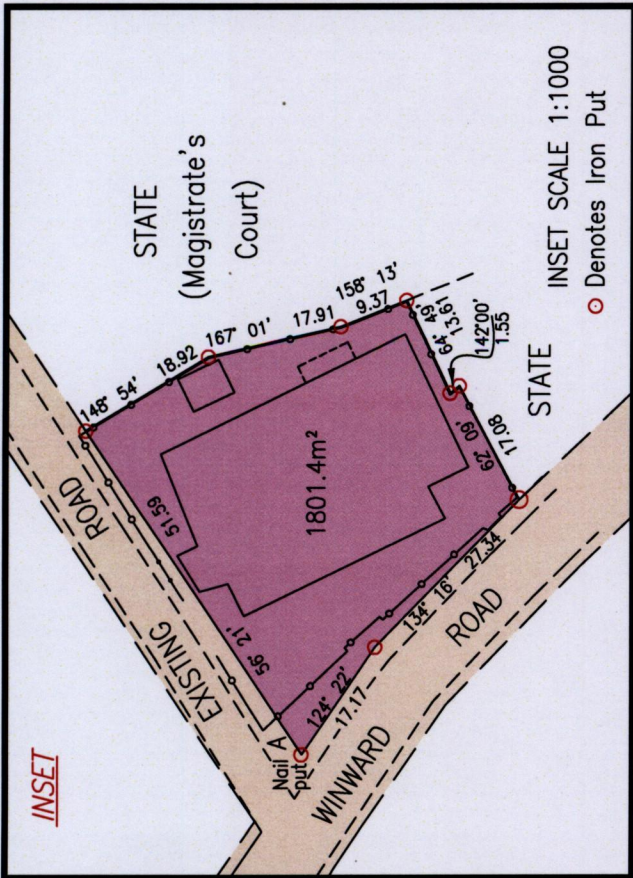 INSET
STATE
(Magistrate's
Court)
EXISTING ROAD
148° 54'
18.92
167° 01'
17.91
158° 13'
9.37
64° 49'
13.61
142°00'
1.55
62° 09'
17.08
134° 16'
27.34
124° 22'
17.17
56° 21'
51.59
1801.4m²
A
Nail
put
WINWARD ROAD
STATE
INSET SCALE 1:1000
Denotes Iron Put